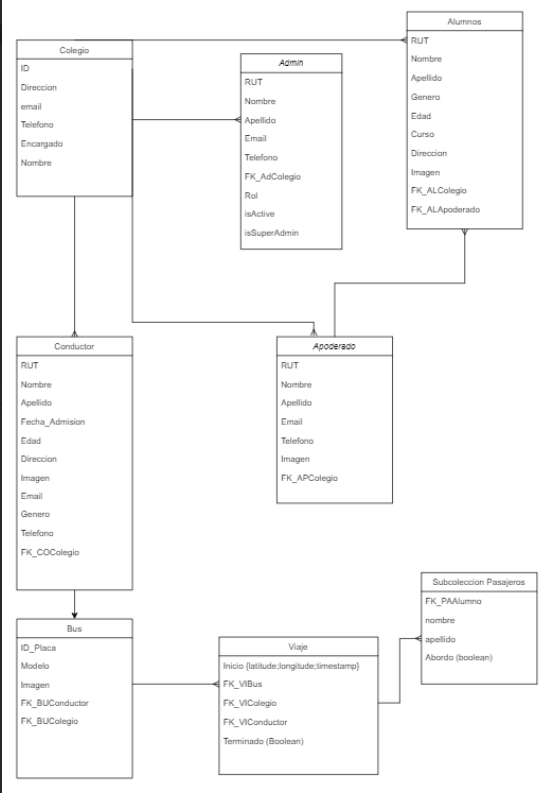 Alumnos
RUT
Nombre
Apellido
Genero
Edad
Curso
Direccion
Imagen
FK_ALColegio
FK_ALApoderado
Colegio
ID
Direccion
email
Telefono
Encargado
Nombre
Admin
RUT
Nombre
Apellido
Email
Telefono
FK_AdColegio
Rol
isActive
isSuperAdmin
Conductor
RUT
Nombre
Apellido
Fecha_Admision
Edad
Direccion
Imagen
Email
Genero
Telefono
FK_COColegio
Apoderado
RUT
Nombre
Apellido
Email
Telefono
Imagen
FK_APColegio
Bus
ID_Placa
Modelo
Imagen
FK_BUConductor
FK_BUColegio
Viaje
Inicio {latitude;longitude;timestamp}
FK_VIBus
FK_VIColegio
FK_VIConductor
Terminado (Boolean)
Subcoleccion Pasajeros
FK_PAAlumno
nombre
apellido
Abordo (boolean)